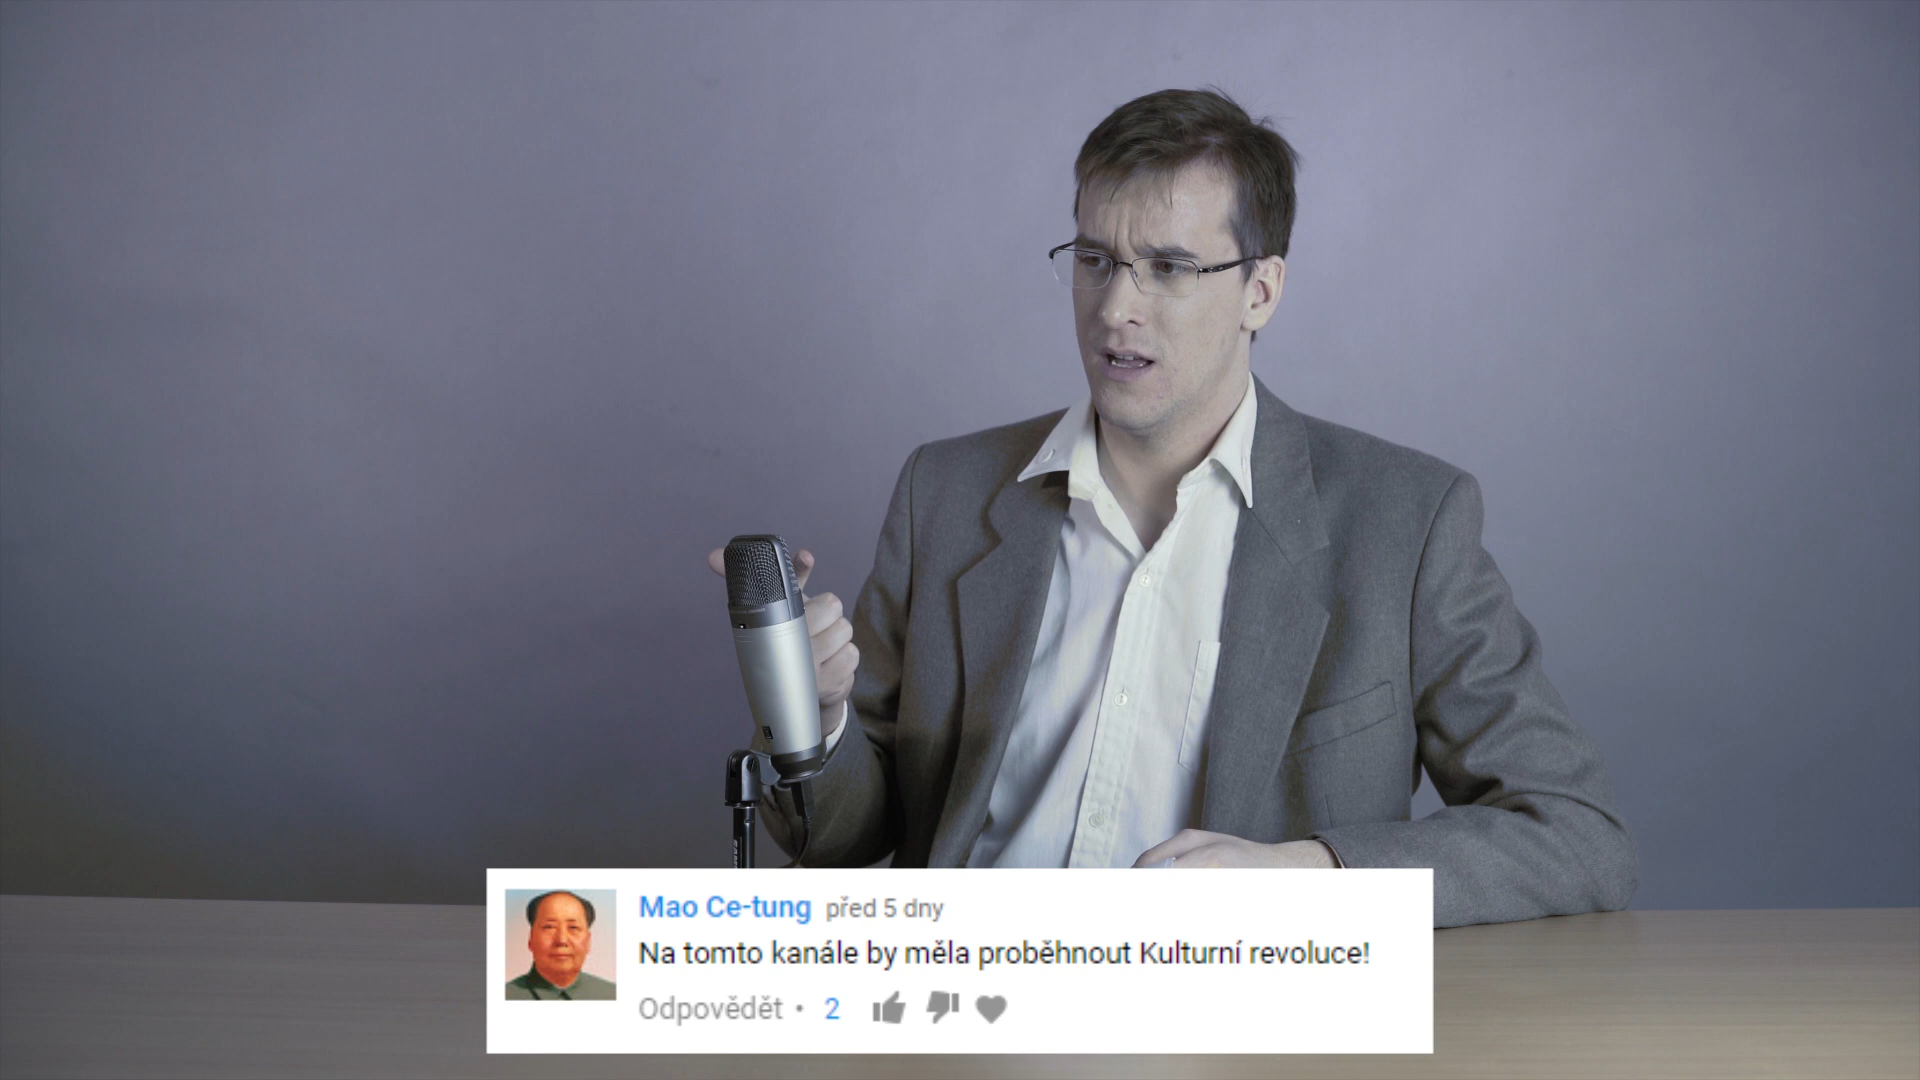 Mao Ce-tung před 5 dny
Na tomto kanále by měla proběhnout Kulturní revoluce!
Odpovědět • 2